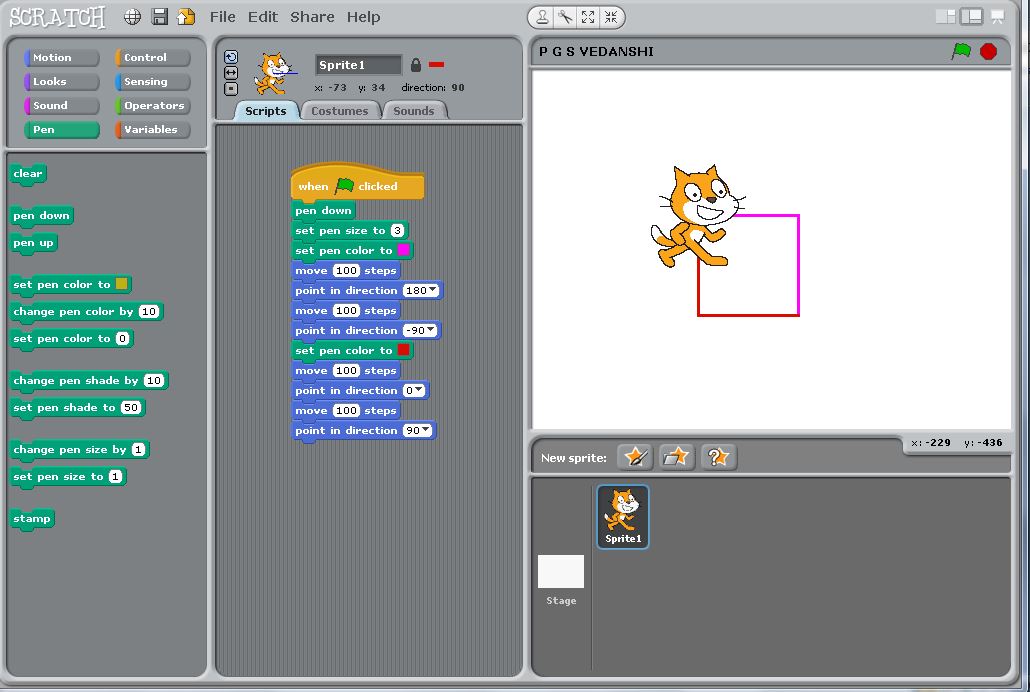 SCRATCH File Edit Share Help
Motion Control
Looks Sensing
Sound Operators
Pen Variables
clear
pen down
pen up
set pen color to
change pen color by 10
set pen color to 0
change pen shade by 10
set pen shade to 50
change pen size by 1
set pen size to 1
stamp
Sprite1
x: -73 y: 34 direction: 90
Scripts Costumes Sounds
when clicked
pen down
set pen size to 3
set pen color to
move 100 steps
point in direction 180
move 100 steps
point in direction -90
set pen color to
move 100 steps
point in direction 0
move 100 steps
point in direction 90
P G S VEDANSHI
x: -229 y: -436
New sprite:
Sprite1
Stage